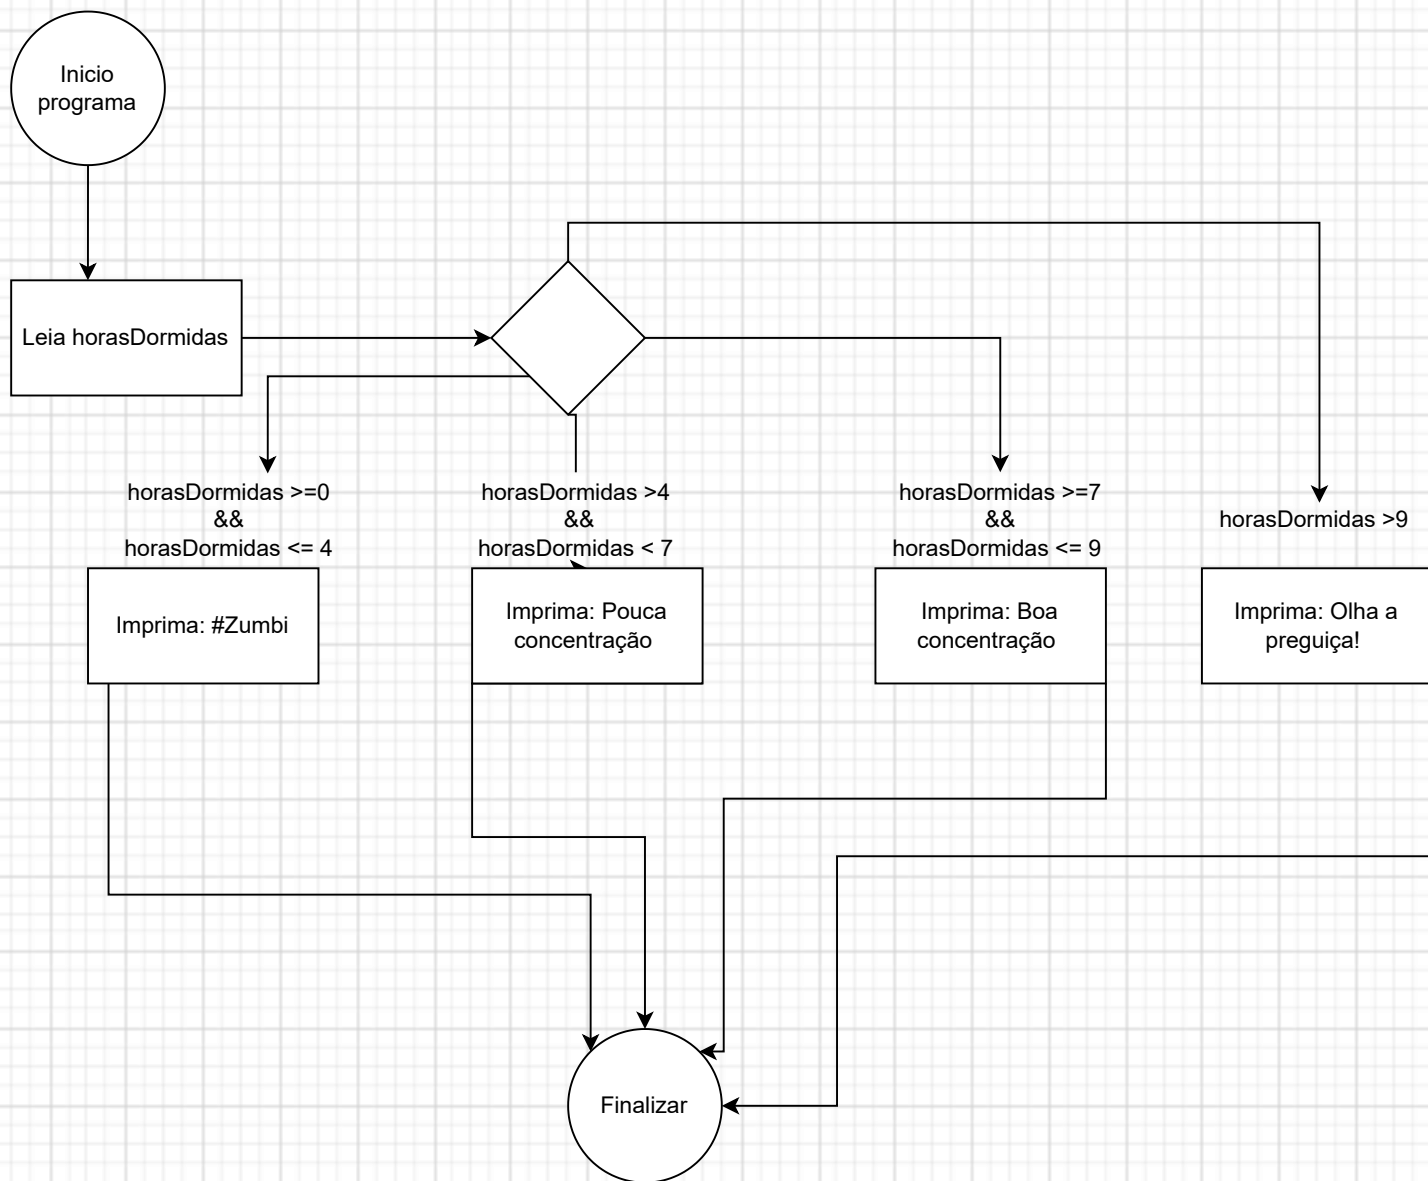 Inicio
programa
Leia horasDormidas
horasDormidas >=0
&&
horasDormidas <= 4
horasDormidas >4
&&
horasDormidas < 7
horasDormidas >=7
&&
horasDormidas <= 9
horasDormidas >9
Imprima: #Zumbi
Imprima: Pouca
concentração
Imprima: Boa
concentração
Imprima: Olha a
preguiça!
Finalizar